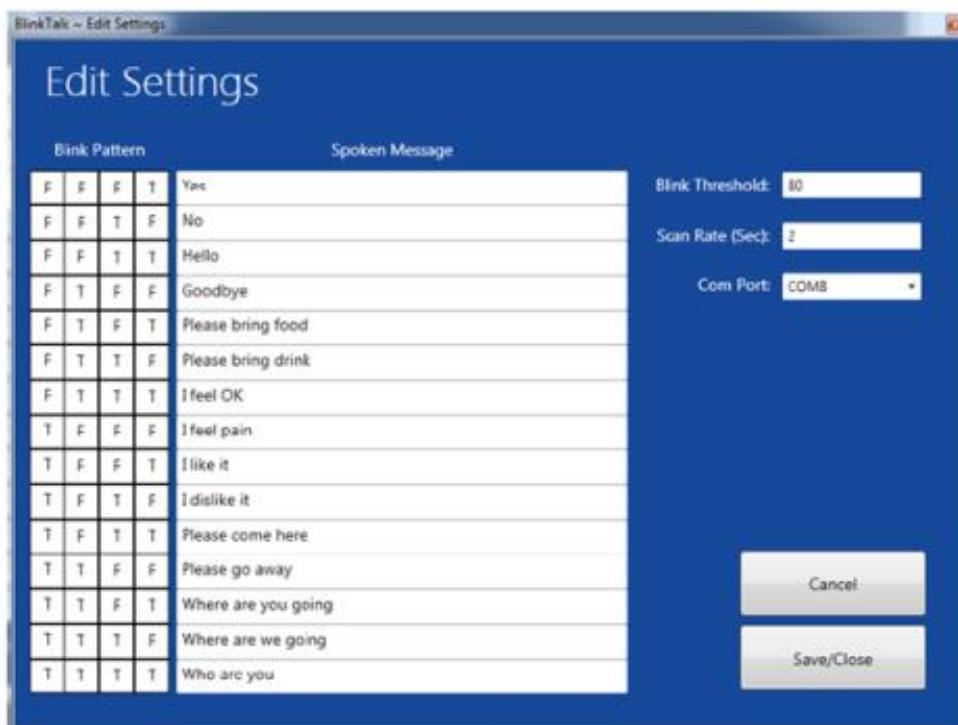 BlinkTalk – Edit Settings
Edit Settings
Blink Pattern Spoken Message
F F F T Yes
F F T F No
F F T T Hello
F T F F Goodbye
F T F T Please bring food
F T T F Please bring drink
F T T T I feel OK
T F F F I feel pain
T F F T I like it
T F T F I dislike it
T F T T Please come here
T T F F Please go away
T T F T Where are you going
T T T F Where are we going
T T T T Who are you
Blink Threshold: 80
Scan Rate (Sec): 2
Com Port: COM8
Cancel
Save/Close